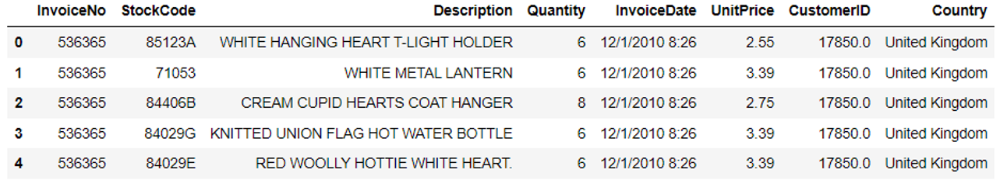 InvoiceNo StockCode Description Quantity InvoiceDate UnitPrice CustomerID Country
0 536365 85123A WHITE HANGING HEART T-LIGHT HOLDER 6 12/1/2010 8:26 2.55 17850.0 United Kingdom
1 536365 71053 WHITE METAL LANTERN 6 12/1/2010 8:26 3.39 17850.0 United Kingdom
2 536365 84406B CREAM CUPID HEARTS COAT HANGER 8 12/1/2010 8:26 2.75 17850.0 United Kingdom
3 536365 84029G KNITTED UNION FLAG HOT WATER BOTTLE 6 12/1/2010 8:26 3.39 17850.0 United Kingdom
4 536365 84029E RED WOOLLY HOTTIE WHITE HEART. 6 12/1/2010 8:26 3.39 17850.0 United Kingdom